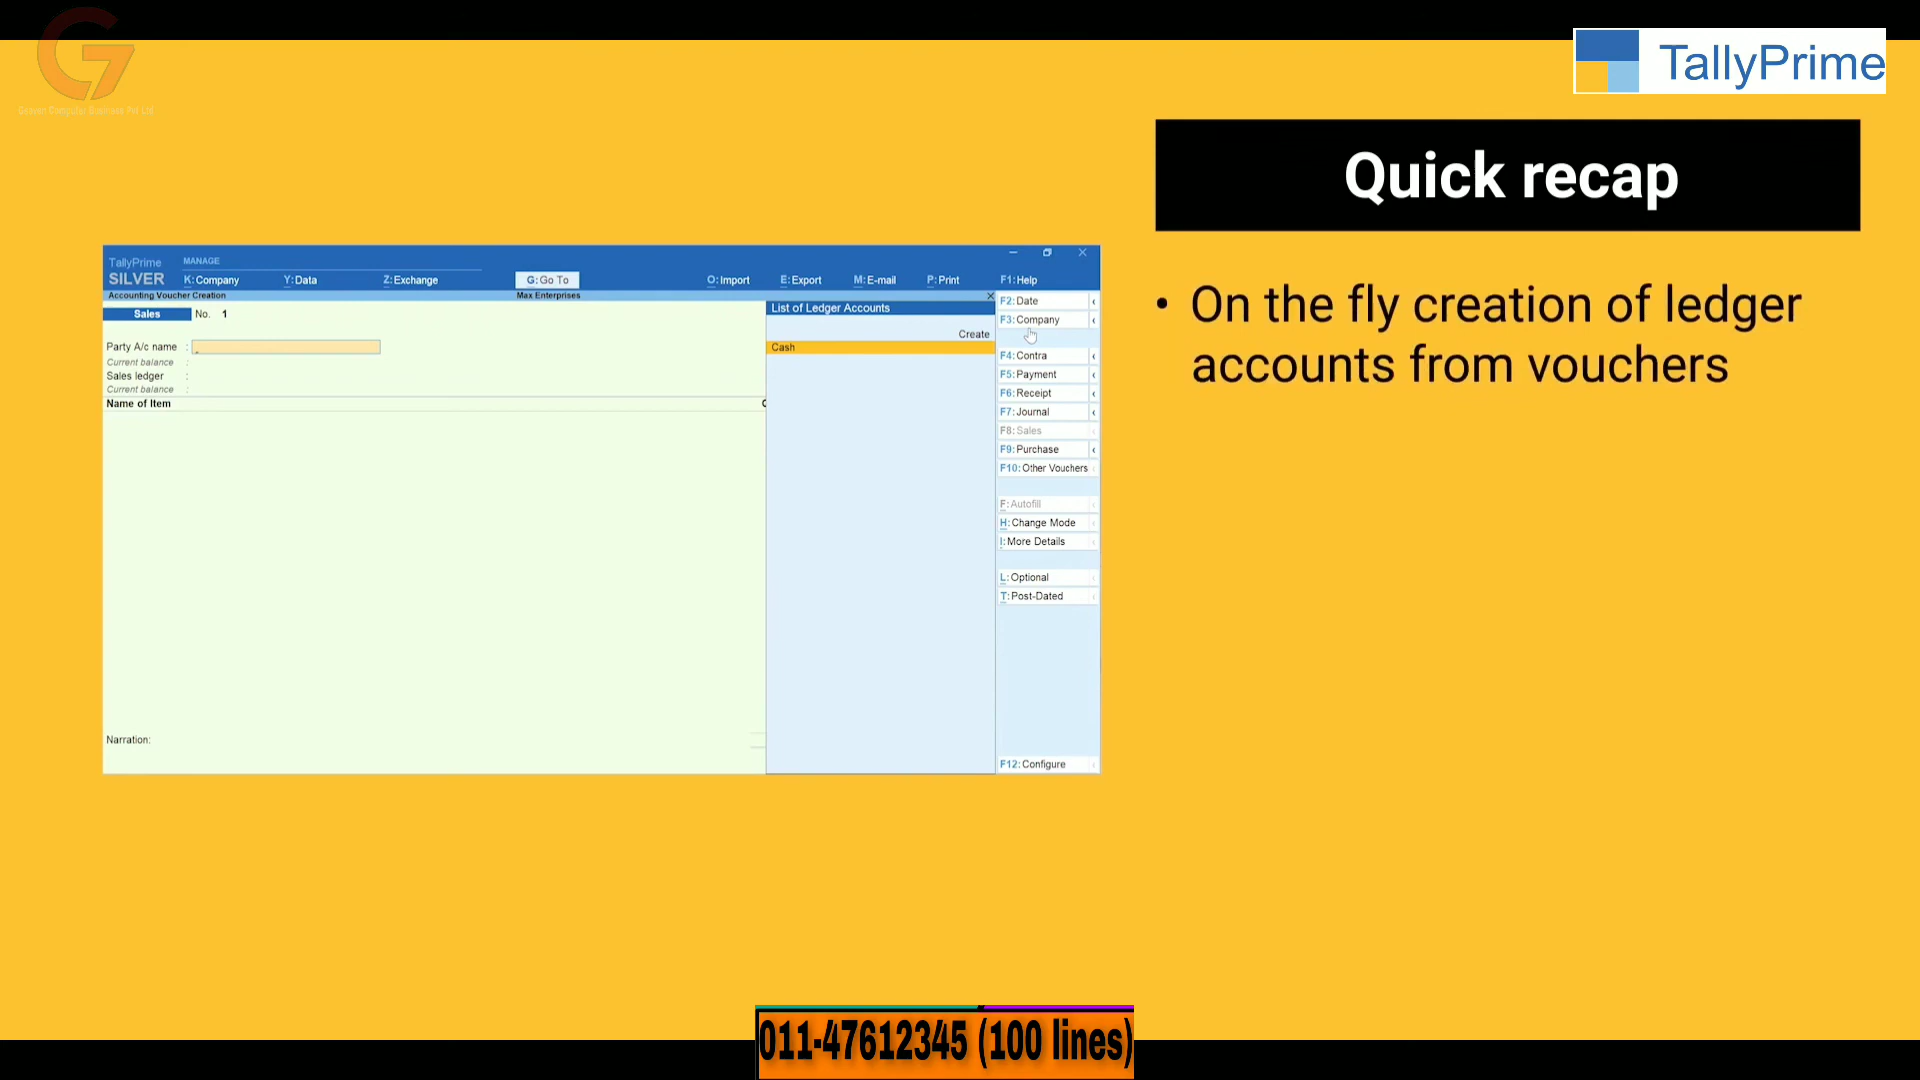 TallyPrime
Quick recap
• On the fly creation of ledger
accounts from vouchers
TallyPrime
SILVER
MANAGE
K:Company
Y:Data
Z:Exchange
G:Go To
O:Import
E:Export
M:E-mail
P:Print
F1:Help
Accounting Voucher Creation
Max Enterprises
Sales
No. 1
Party A/c name :
Current balance :
Sales ledger :
Current balance :
Name of Item
Narration:
List of Ledger Accounts
Create
Cash
F2:Date
F3:Company
F4:Contra
F5:Payment
F6:Receipt
F7:Journal
F8:Sales
F9:Purchase
F10:Other Vouchers
F:Autofill
H:Change Mode
I:More Details
L:Optional
T:Post-Dated
F12:Configure
011-47612345 (100 lines)